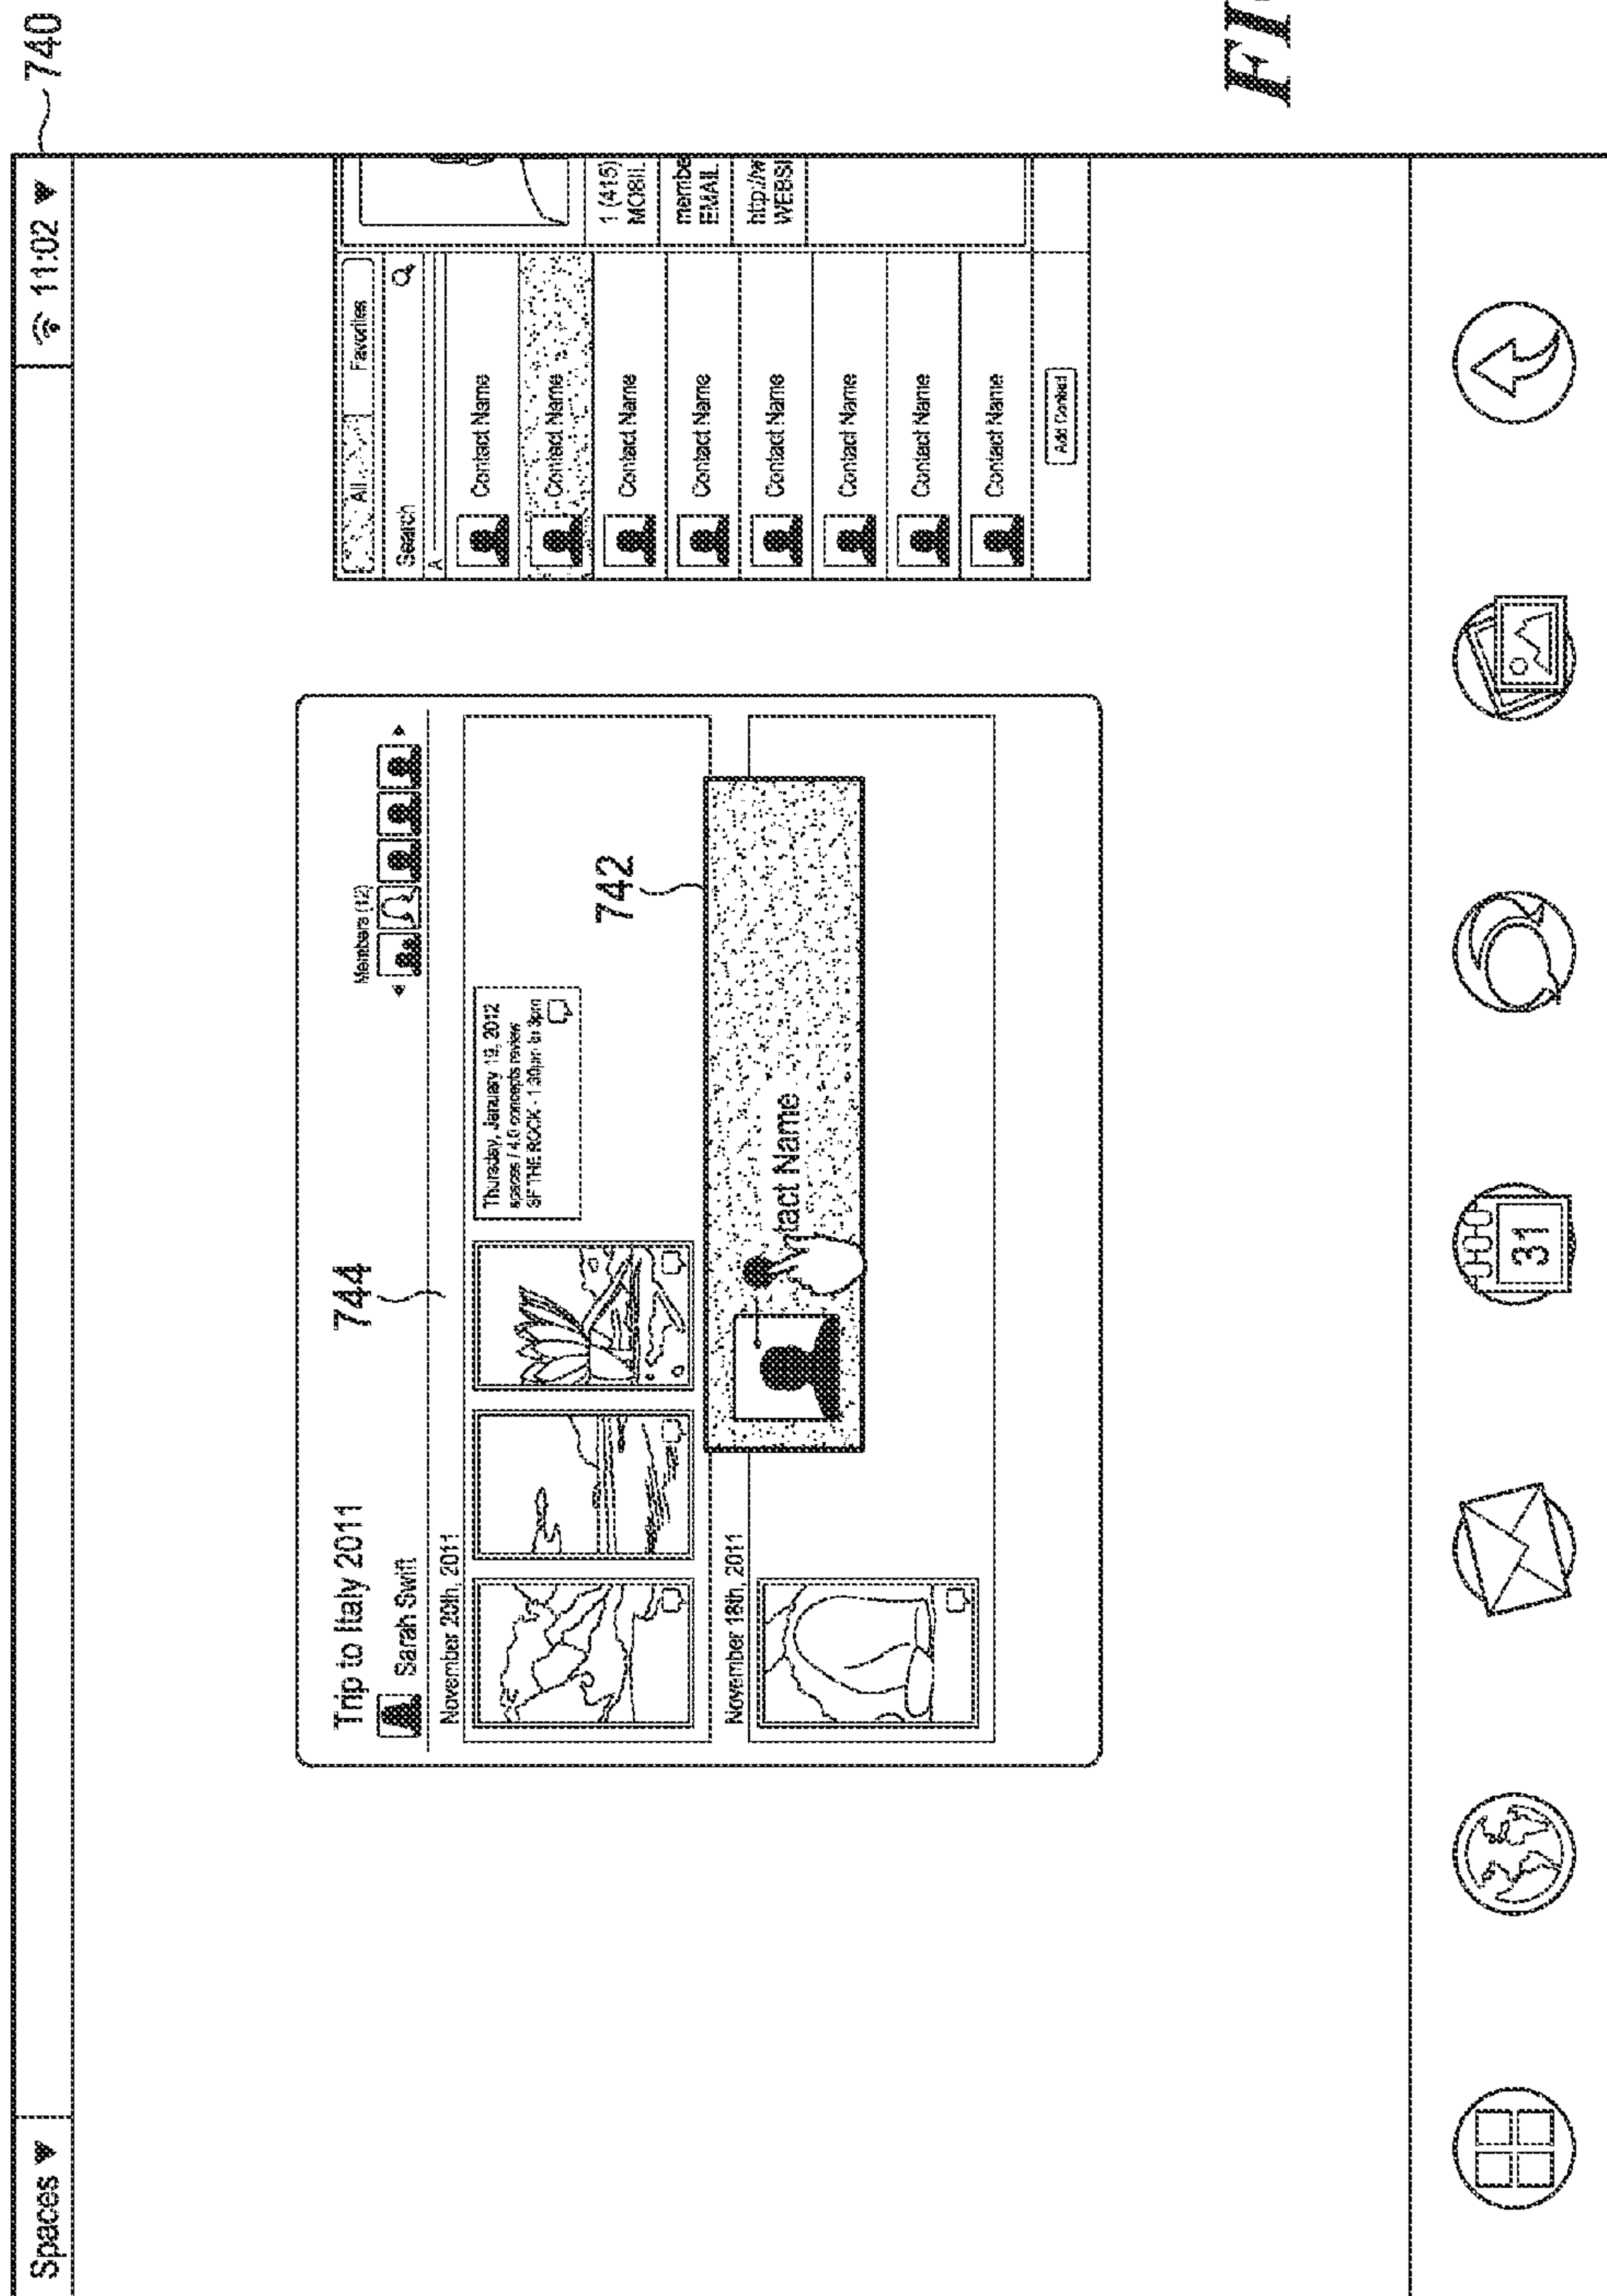 Spaces
11:02
740
Trip to Italy 2011
744
Sarah Swift
Members (12)
November 20th, 2011
Thursday, January 19, 2012
spaces / 4.0 concepts review
SF THE ROCK - 1:30pm to 3pm
742
November 18th, 2011
ntact Name
All
Favorites
Search
A
Contact Name
Contact Name
Contact Name
Contact Name
Contact Name
Contact Name
Contact Name
Contact Name
Add Contact
1 (415)
MOBIL
membe
EMAIL
http://w
WEBSI
31
FI